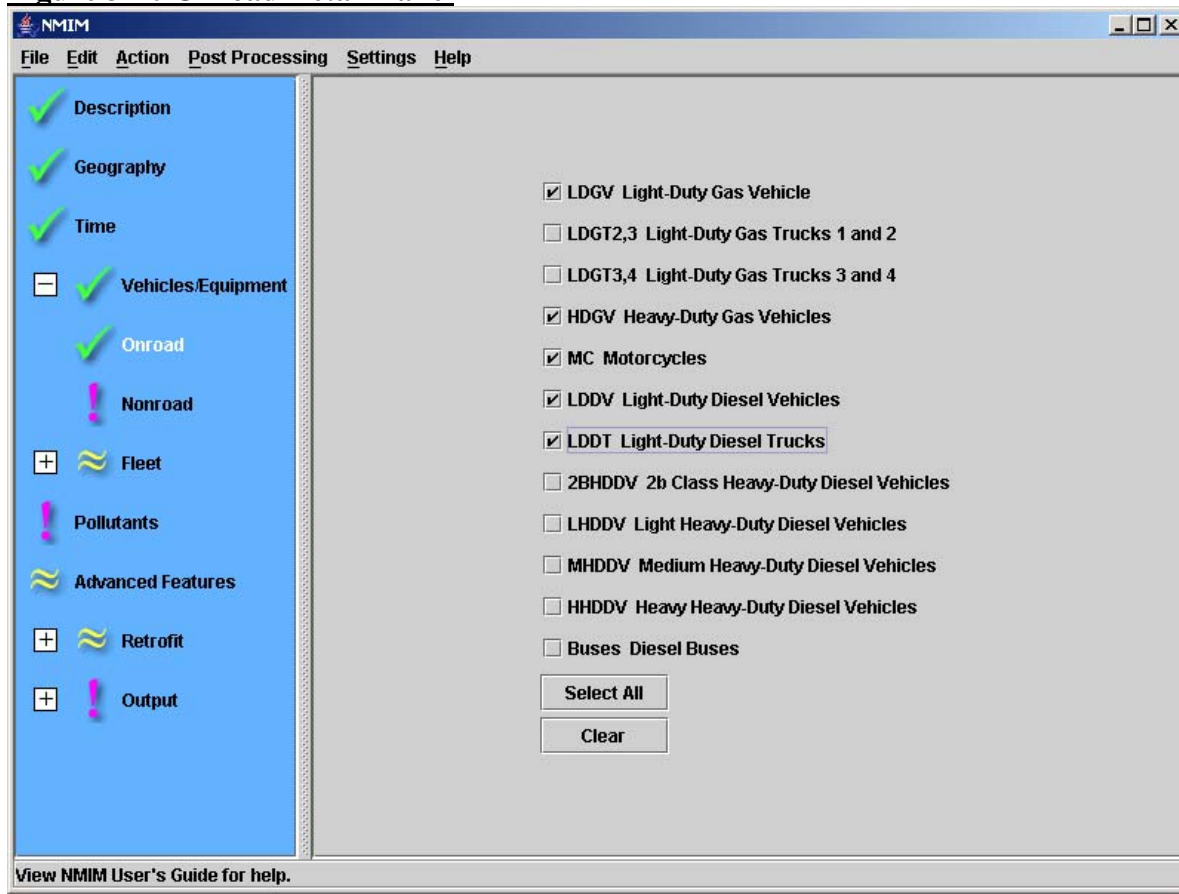 NMIM
File Edit Action Post Processing Settings Help
Description
Geography
Time
Vehicles/Equipment
Onroad
Nonroad
Fleet
Pollutants
Advanced Features
Retrofit
Output
LDGV Light-Duty Gas Vehicle
LDGT2,3 Light-Duty Gas Trucks 1 and 2
LDGT3,4 Light-Duty Gas Trucks 3 and 4
HDGV Heavy-Duty Gas Vehicles
MC Motorcycles
LDDV Light-Duty Diesel Vehicles
LDDT Light-Duty Diesel Trucks
2BHDDV 2b Class Heavy-Duty Diesel Vehicles
LHDDV Light Heavy-Duty Diesel Vehicles
MHDDV Medium Heavy-Duty Diesel Vehicles
HHDDV Heavy Heavy-Duty Diesel Vehicles
Buses Diesel Buses
Select All
Clear
View NMIM User's Guide for help.